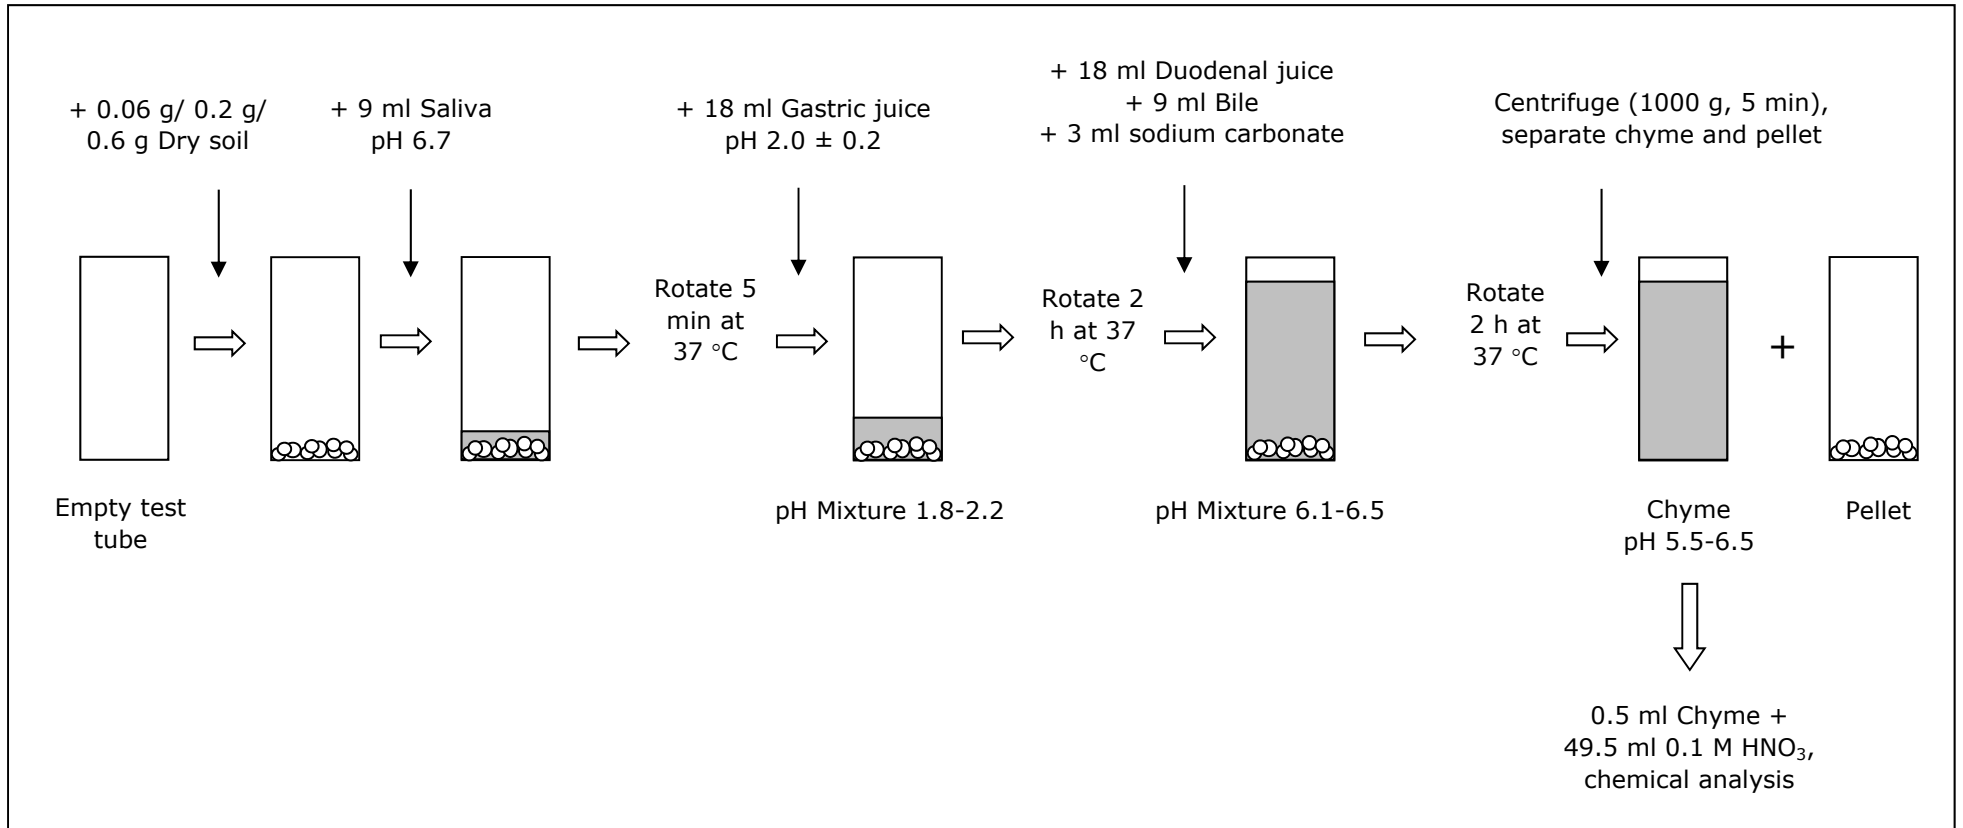 + 0.06 g/ 0.2 g/
0.6 g Dry soil
+ 9 ml Saliva
pH 6.7
+ 18 ml Gastric juice
pH 2.0 ± 0.2
+ 18 ml Duodenal juice
+ 9 ml Bile
+ 3 ml sodium carbonate
Centrifuge (1000 g, 5 min),
separate chyme and pellet
Rotate 5
min at
37 °C
Rotate 2
h at 37
°C
Rotate
2 h at
37 °C
+
Empty test
tube
pH Mixture 1.8-2.2
pH Mixture 6.1-6.5
Chyme
pH 5.5-6.5
Pellet
0.5 ml Chyme +
49.5 ml 0.1 M HNO₃,
chemical analysis